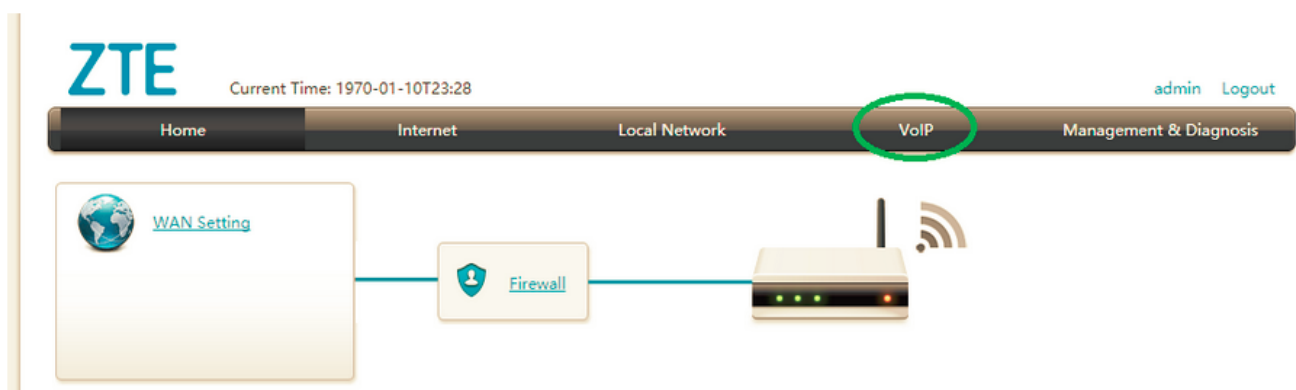 ZTE
Current Time: 1970-01-10T23:28
admin Logout
Home Internet Local Network VoIP Management & Diagnosis
WAN Setting
Firewall